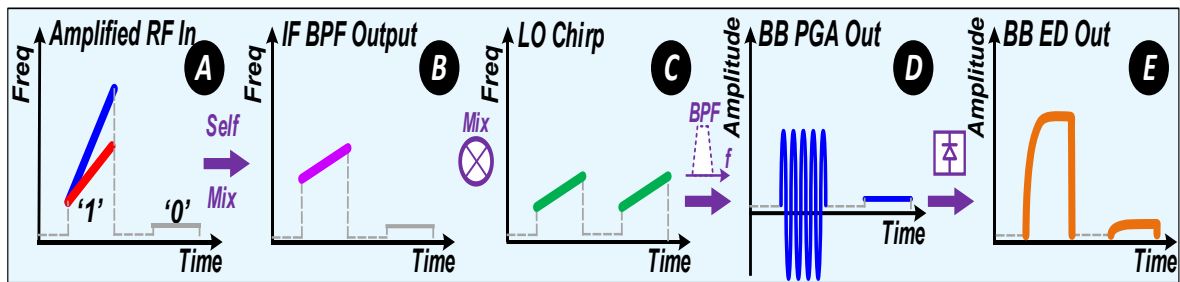 Amplified RF In
Freq
A
'1'
'0'
Time
Self
Mix
IF BPF Output
Freq
B
Time
Mix
LO Chirp
Freq
C
Time
BPF
f
BB PGA Out
Amplitude
D
Time
BB ED Out
Amplitude
E
Time